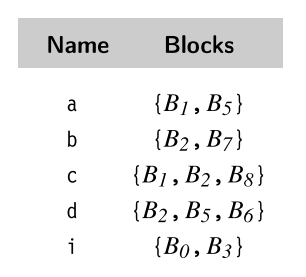 Name Blocks
a {B1, B5}
b {B2, B7}
c {B1, B2, B8}
d {B2, B5, B6}
i {B0, B3}